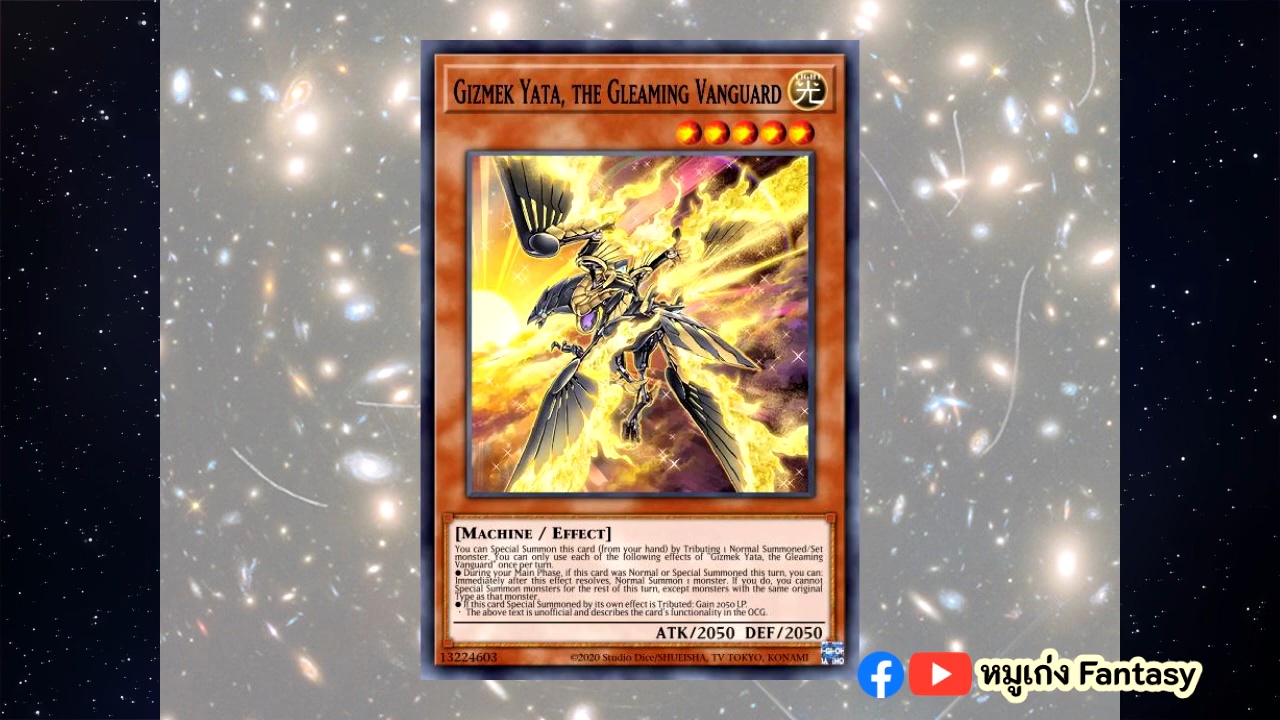 GIZMEK YATA, THE GLEAMING VANGUARD
LIGHT
光
[MACHINE / EFFECT]
You can Special Summon this card (from your hand) by Tributing 1 Normal Summoned/Set
monster. You can only use each of the following effects of "Gizmek Yata, the Gleaming
Vanguard" once per turn.
● During your Main Phase, if this card was Normal or Special Summoned this turn, you can:
Immediately after this effect resolves, Normal Summon 1 monster. If you do, you cannot
Special Summon monsters for the rest of this turn, except monsters with the same original
Type as that monster.
● If this card Special Summoned by its own effect is Tributed: Gain 2050 LP.
· The above text is unofficial and describes the card's functionality in the OCG.
ATK/2050 DEF/2050
13224603 ©2020 Studio Dice/SHUEISHA, TV TOKYO, KONAMI
หมูเก่ง Fantasy